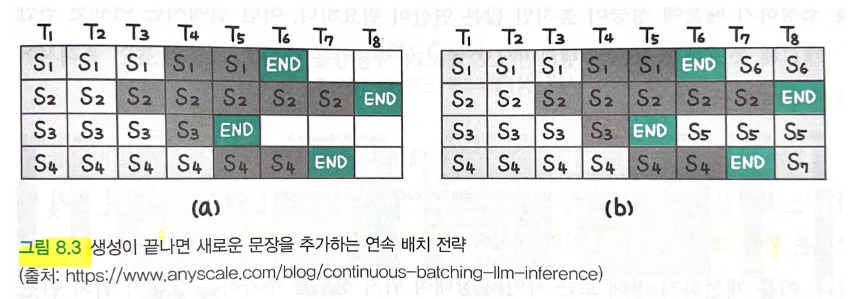 T1 T2 T3 T4 T5 T6 T7 T8
S1 S1 S1 S1 S1 END
S2 S2 S2 S2 S2 S2 S2 END
S3 S3 S3 S3 END
S4 S4 S4 S4 S4 S4 END
(a)
T1 T2 T3 T4 T5 T6 T7 T8
S1 S1 S1 S1 S1 END S6 S6
S2 S2 S2 S2 S2 S2 S2 END
S3 S3 S3 S3 END S5 S5 S5
S4 S4 S4 S4 S4 S4 END S7
(b)
그림 8.3 생성이 끝나면 새로운 문장을 추가하는 연속 배치 전략
(출처: https://www.anyscale.com/blog/continuous-batching-llm-inference)